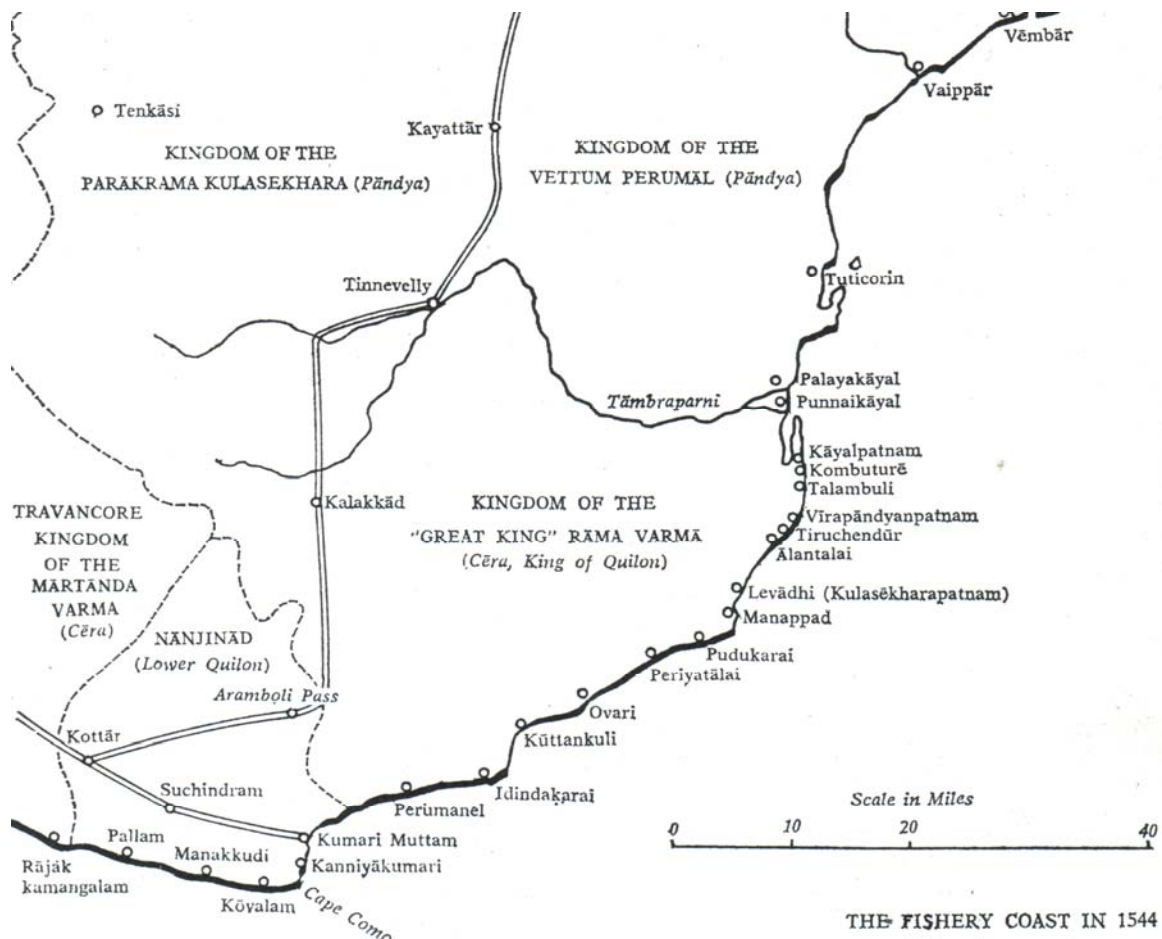 Vēmbār
Vaippār
Tenkāsi
Kayattār
KINGDOM OF THE
PARĀKRAMA KULASEKHARA (Pāndya)
KINGDOM OF THE
VETTUM PERUMĀL (Pāndya)
Tinnevelly
Tuticorin
Palayakāyal
Tāmbraparni
Punnaikāyal
Kāyalpatnam
Kombuturē
Talambuli
Kalakkād
KINGDOM OF THE
"GREAT KING" RĀMA VARMĀ
(Cēra, King of Quilon)
Vīrapāndyanpatnam
Tiruchendūr
Ālantalai
TRAVANCORE
KINGDOM
OF THE
MĀRTĀNDA
VARMA
(Cēra)
Levādhi (Kulasēkharapatnam)
Manappad
NĀNJINĀD
(Lower Quilon)
Pudukarai
Periyatālai
Aramboli Pass
Ovari
Kūttankuli
Kottār
Idindakarai
Suchindram
Perumanel
Scale in Miles
0 10 20 40
Pallam
Kumari Muttam
Manakkudi
Kanniyākumari
Rājāk
kamangalam
Kōvalam
Cape Como
THE FISHERY COAST IN 1544